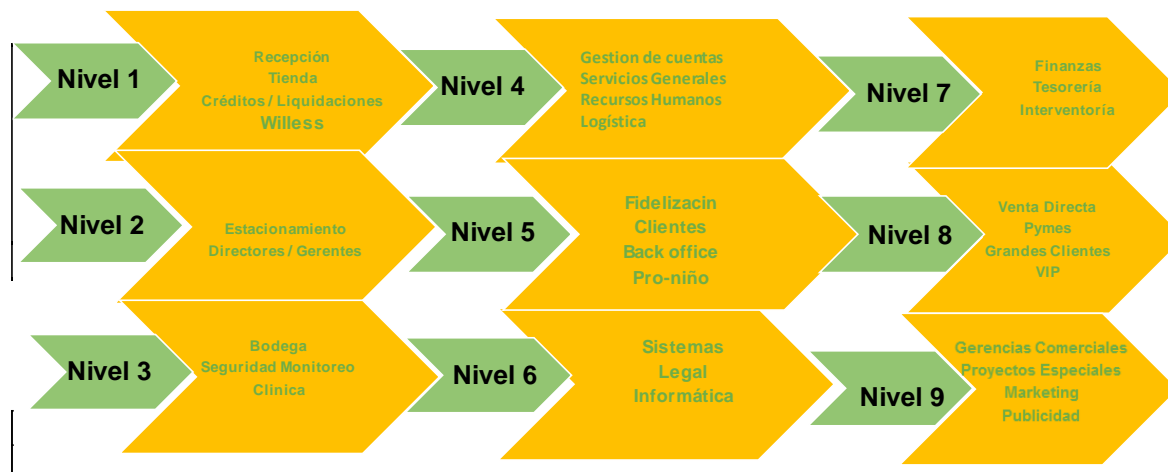 Nivel 1
Recepción
Tienda
Créditos / Liquidaciones
Willess
Nivel 2
Estacionamiento
Directores / Gerentes
Nivel 3
Bodega
Seguridad Monitoreo
Clinica
Nivel 4
Gestion de cuentas
Servicios Generales
Recursos Humanos
Logística
Nivel 5
Fidelizacin
Clientes
Back office
Pro-niño
Nivel 6
Sistemas
Legal
Informática
Nivel 7
Finanzas
Tesorería
Interventoría
Nivel 8
Venta Directa
Pymes
Grandes Clientes
VIP
Nivel 9
Gerencias Comerciales
Proyectos Especiales
Marketing
Publicidad